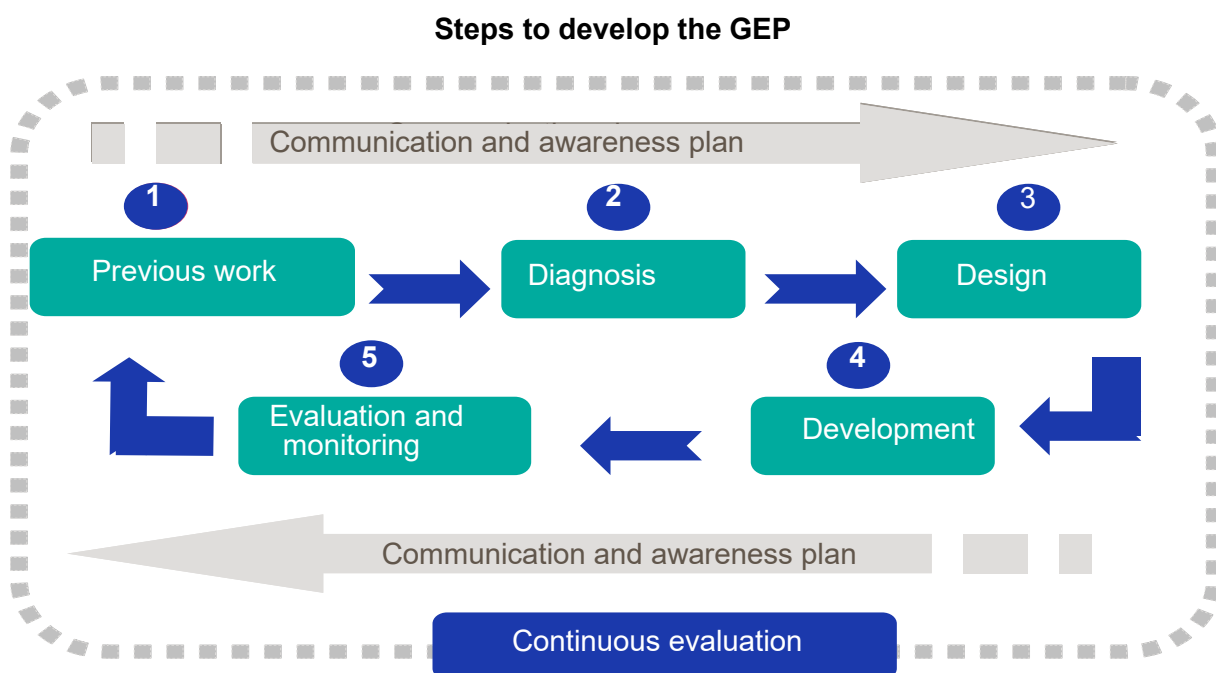 Steps to develop the GEP
Communication and awareness plan
1
2
3
Previous work
Diagnosis
Design
5
4
Evaluation and
monitoring
Development
Communication and awareness plan
Continuous evaluation